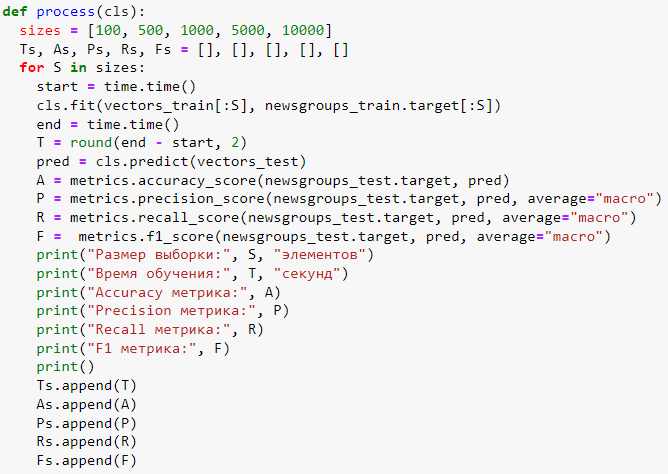 def process(cls):
  sizes = [100, 500, 1000, 5000, 10000]
  Ts, As, Ps, Rs, Fs = [], [], [], [], []
  for S in sizes:
    start = time.time()
    cls.fit(vectors_train[:S], newsgroups_train.target[:S])
    end = time.time()
    T = round(end - start, 2)
    pred = cls.predict(vectors_test)
    A = metrics.accuracy_score(newsgroups_test.target, pred)
    P = metrics.precision_score(newsgroups_test.target, pred, average="macro")
    R = metrics.recall_score(newsgroups_test.target, pred, average="macro")
    F =  metrics.f1_score(newsgroups_test.target, pred, average="macro")
    print("Размер выборки:", S, "элементов")
    print("Время обучения:", T, "секунд")
    print("Accuracy метрика:", A)
    print("Precision метрика:", P)
    print("Recall метрика:", R)
    print("F1 метрика:", F)
    print()
    Ts.append(T)
    As.append(A)
    Ps.append(P)
    Rs.append(R)
    Fs.append(F)